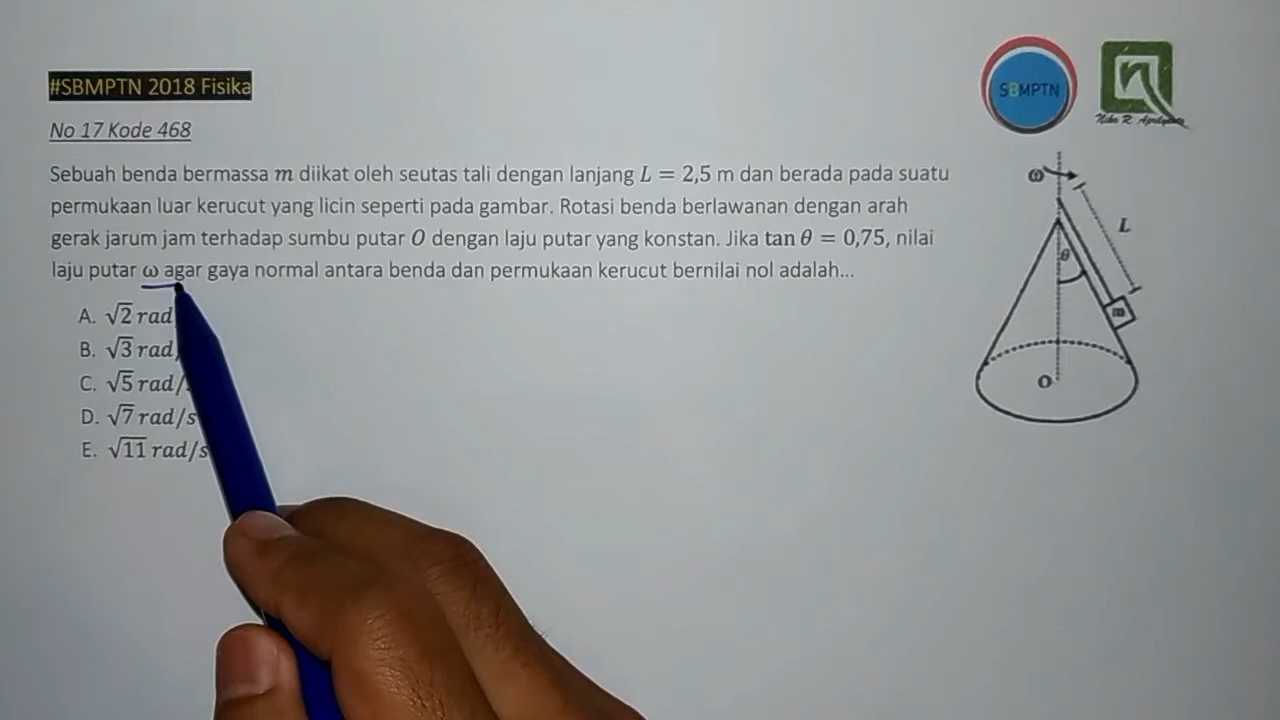 #SBMPTN 2018 Fisika
No 17 Kode 468
Sebuah benda bermassa m diikat oleh seutas tali dengan lanjang L = 2,5 m dan berada pada suatu
permukaan luar kerucut yang licin seperti pada gambar. Rotasi benda berlawanan dengan arah
gerak jarum jam terhadap sumbu putar O dengan laju putar yang konstan. Jika tan θ = 0,75, nilai
laju putar ω agar gaya normal antara benda dan permukaan kerucut bernilai nol adalah...
A. √2 rad
B. √3 rad
C. √5 rad/
D. √7 rad/s
E. √11 rad/s
SBMPTN
ω
L
θ
m
O